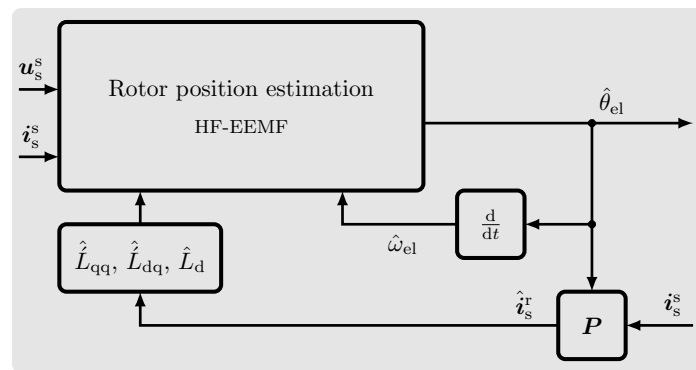 u_s^s
Rotor position estimation
HF-EEMF
θ̂_el
i_s^s
d/dt
ω̂_el
L̂́_qq, L̂́_dq, L̂_d
î_s^r
P
i_s^s